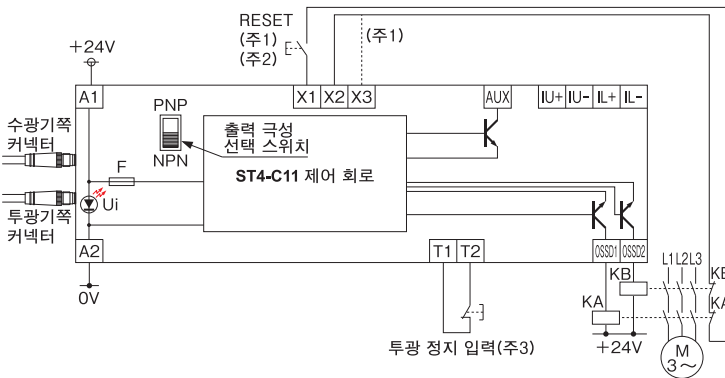 RESET
(주1)
(주2)
(주1)
+24V
A1
X1
X2
X3
AUX
IU+
IU-
IL+
IL-
PNP
NPN
출력 극성
선택 스위치
수광기쪽
커넥터
F
ST4-C11 제어 회로
투광기쪽
커넥터
Ui
A2
T1
T2
OSSD1
OSSD2
L1
L2
L3
0V
KB
KB
KA
KA
투광 정지 입력(주3)
+24V
M
3～